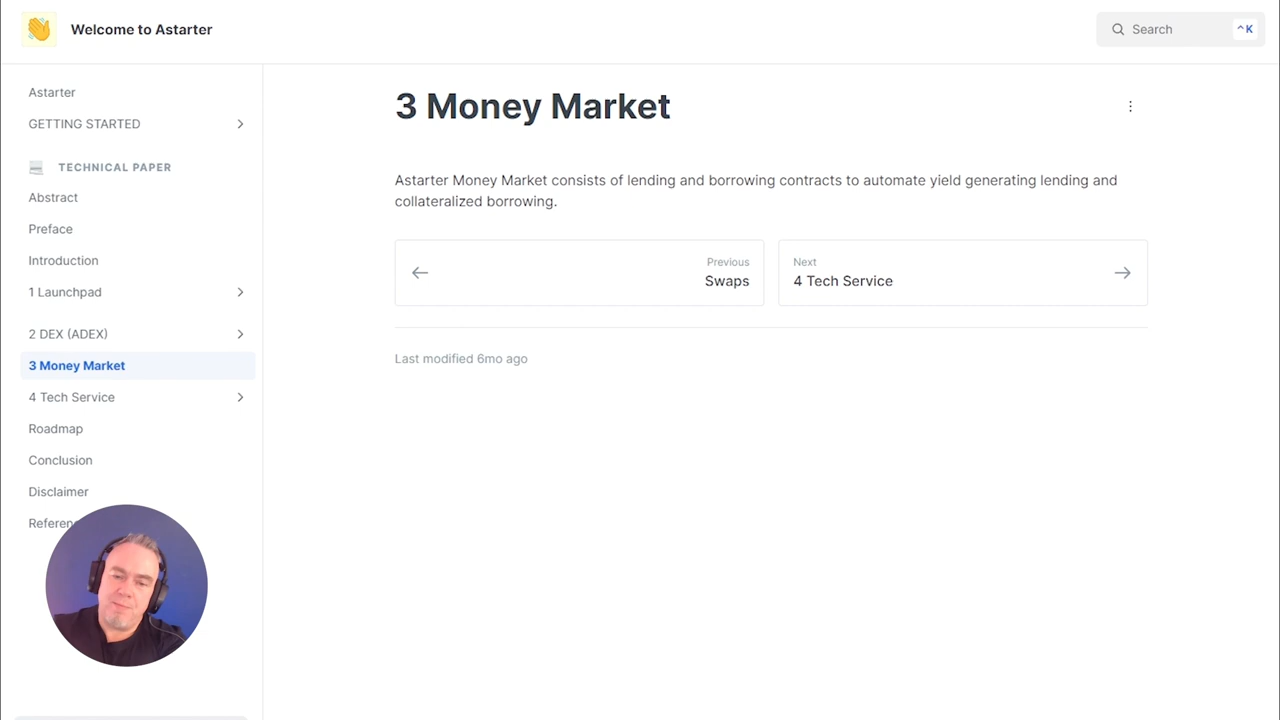 Welcome to Astarter
Search
^K
Astarter
GETTING STARTED
TECHNICAL PAPER
Abstract
Preface
Introduction
1 Launchpad
2 DEX (ADEX)
3 Money Market
4 Tech Service
Roadmap
Conclusion
Disclaimer
3 Money Market
Astarter Money Market consists of lending and borrowing contracts to automate yield generating lending and
collateralized borrowing.
Previous
Swaps
Next
4 Tech Service
Last modified 6mo ago